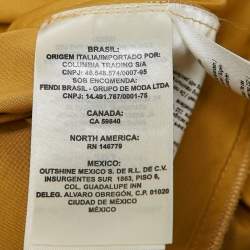 BRASIL:
ORIGEM ITALIA/IMPORTADO POR:
COLUMBIA TRADING S/A
CNPJ: 48.548.574/0007-95
SOB ENCOMENDA:
FENDI BRASIL - GRUPO DE MODA LTDA
CNPJ: 14.491.767/0001-75
CANADA:
CA 59840
NORTH AMERICA:
RN 146779
MEXICO:
OUTSHINE MEXICO S. DE R.L. DE C.V.
INSURGENTES SUR 1863, PISO 6,
COL. GUADALUPE INN
DELEG. ALVARO OBREGÓN, C.P. 01020
CIUDAD DE MÉXICO
MÉXICO